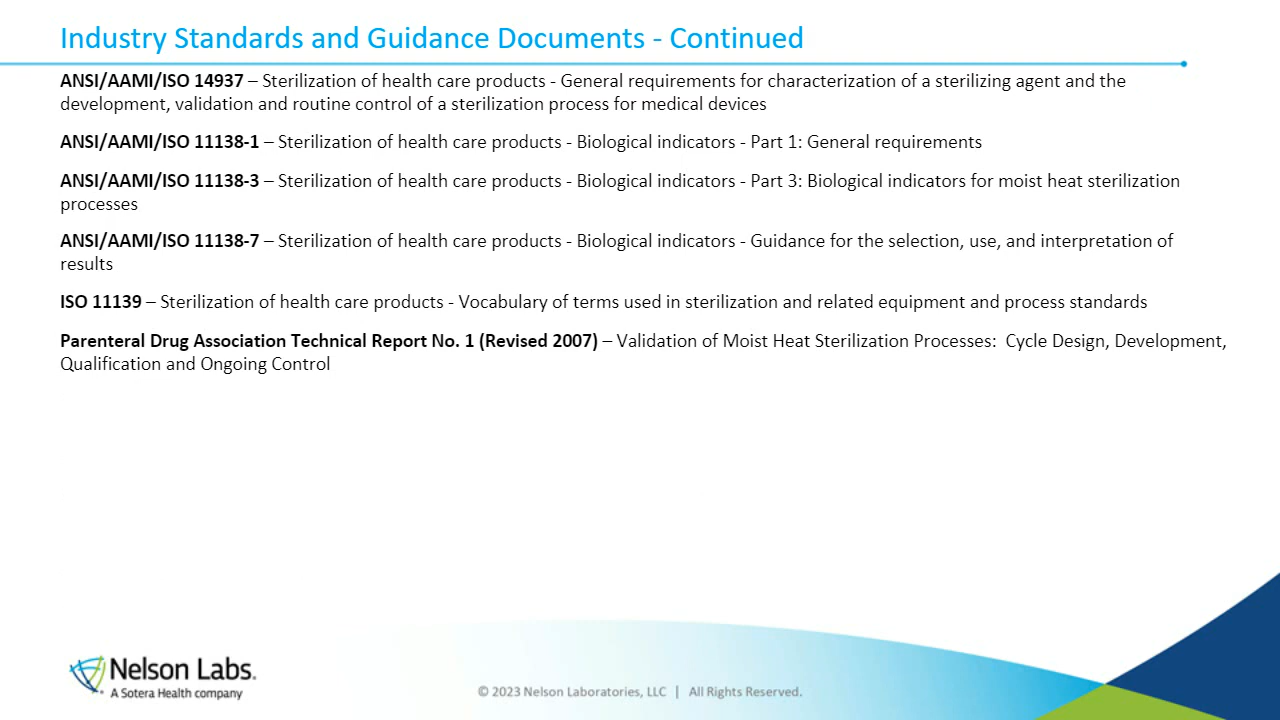 Industry Standards and Guidance Documents - Continued
ANSI/AAMI/ISO 14937 – Sterilization of health care products - General requirements for characterization of a sterilizing agent and the
development, validation and routine control of a sterilization process for medical devices
ANSI/AAMI/ISO 11138-1 – Sterilization of health care products - Biological indicators - Part 1: General requirements
ANSI/AAMI/ISO 11138-3 – Sterilization of health care products - Biological indicators - Part 3: Biological indicators for moist heat sterilization
processes
ANSI/AAMI/ISO 11138-7 – Sterilization of health care products - Biological indicators - Guidance for the selection, use, and interpretation of
results
ISO 11139 – Sterilization of health care products - Vocabulary of terms used in sterilization and related equipment and process standards
Parenteral Drug Association Technical Report No. 1 (Revised 2007) – Validation of Moist Heat Sterilization Processes:  Cycle Design, Development,
Qualification and Ongoing Control
Nelson Labs.
A Sotera Health company
© 2023 Nelson Laboratories, LLC | All Rights Reserved.